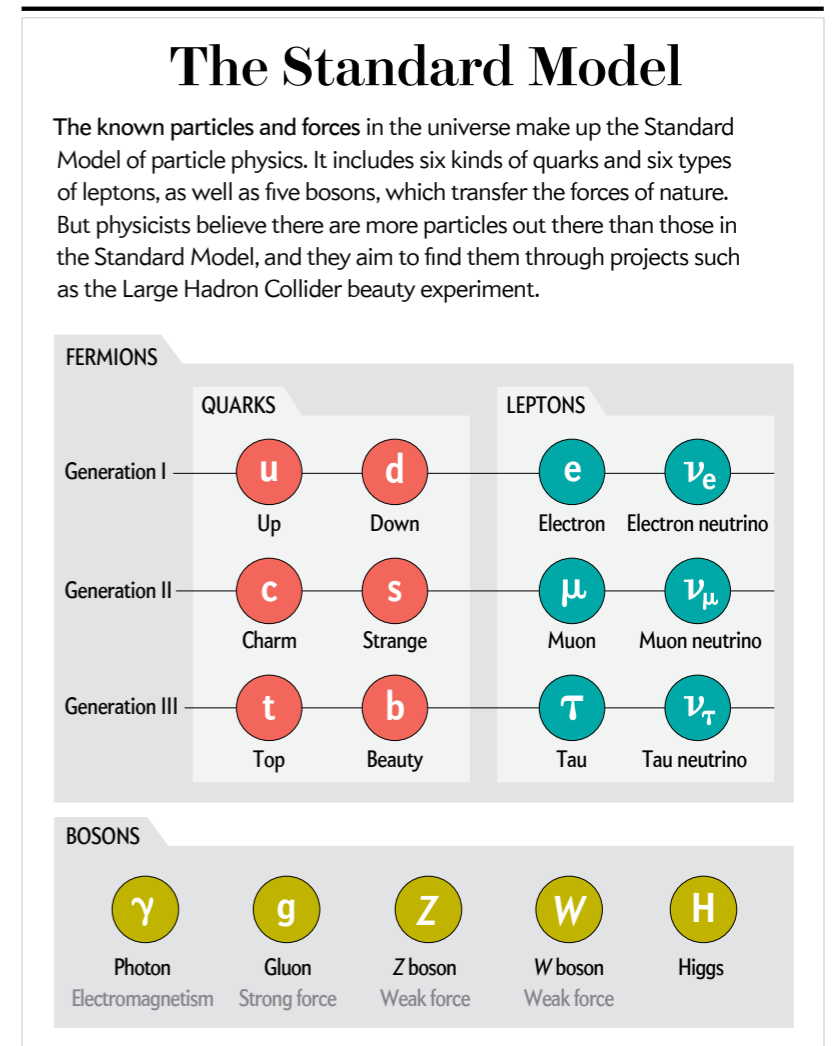 The Standard Model
The known particles and forces in the universe make up the Standard
Model of particle physics. It includes six kinds of quarks and six types
of leptons, as well as five bosons, which transfer the forces of nature.
But physicists believe there are more particles out there than those in
the Standard Model, and they aim to find them through projects such
as the Large Hadron Collider beauty experiment.
FERMIONS
QUARKS LEPTONS
Generation I u d e νe
Up Down Electron Electron neutrino
Generation II c s μ νμ
Charm Strange Muon Muon neutrino
Generation III t b τ ντ
Top Beauty Tau Tau neutrino
BOSONS
γ g Z W H
Photon Gluon Z boson W boson Higgs
Electromagnetism Strong force Weak force Weak force